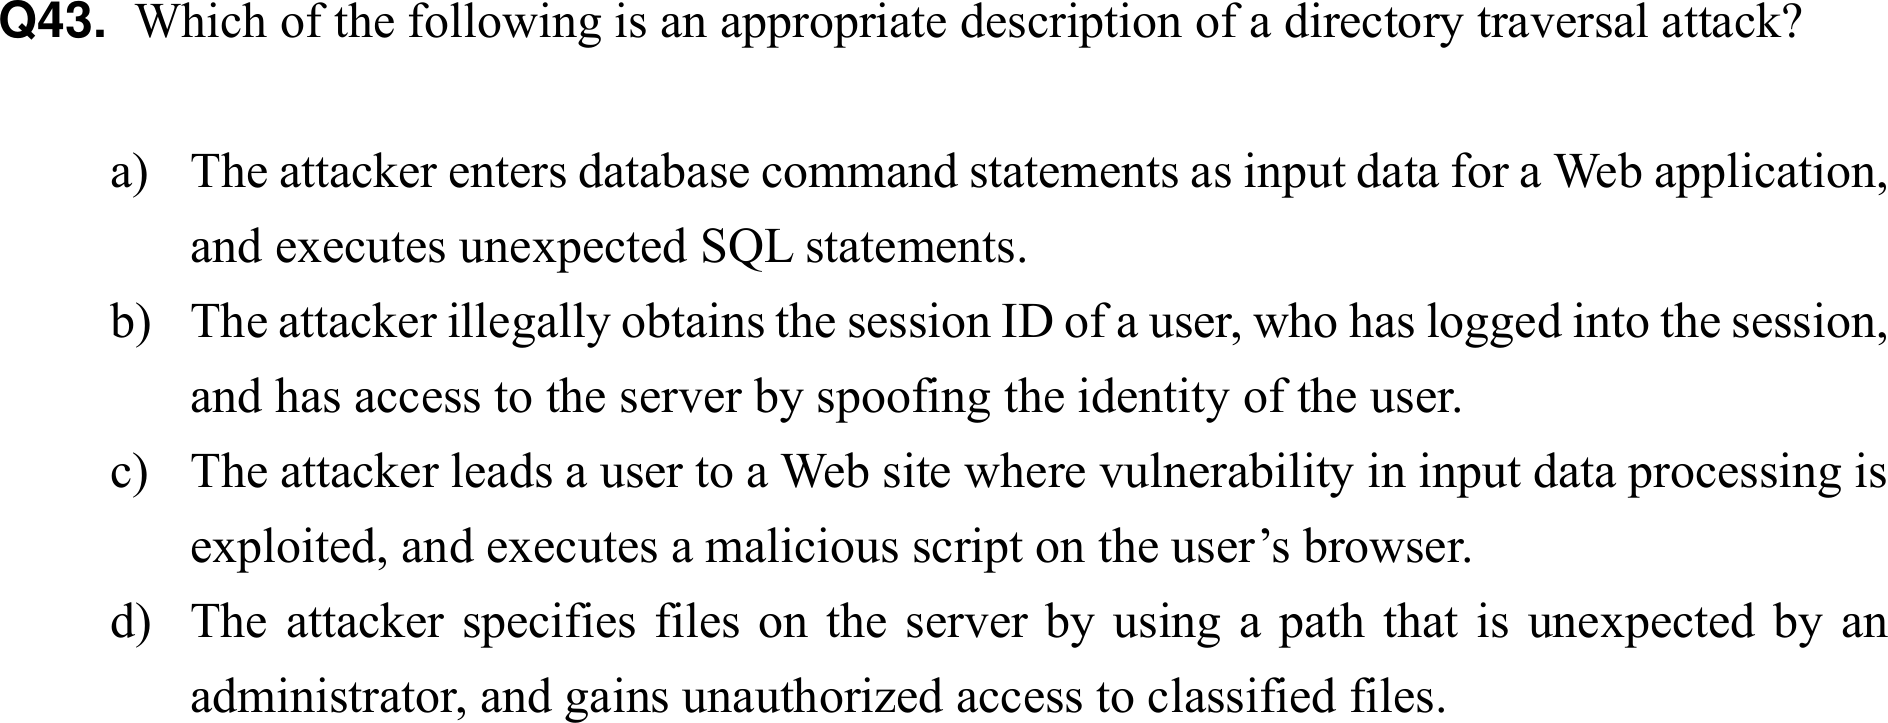 Q43. Which of the following is an appropriate description of a directory traversal attack?
a) The attacker enters database command statements as input data for a Web application,
and executes unexpected SQL statements.
b) The attacker illegally obtains the session ID of a user, who has logged into the session,
and has access to the server by spoofing the identity of the user.
c) The attacker leads a user to a Web site where vulnerability in input data processing is
exploited, and executes a malicious script on the user’s browser.
d) The attacker specifies files on the server by using a path that is unexpected by an
administrator, and gains unauthorized access to classified files.